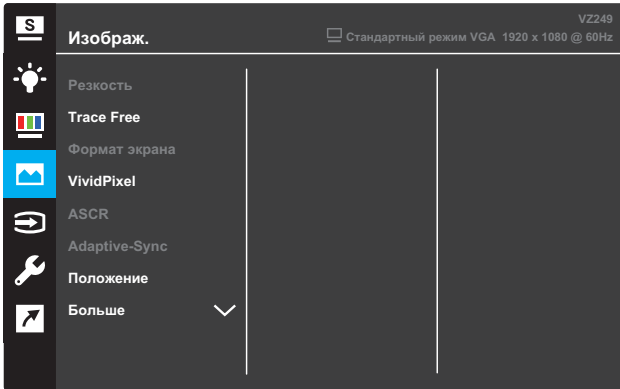 S
VZ249
Изображ.
Стандартный режим VGA 1920 x 1080 @ 60Hz
Резкость
Trace Free
Формат экрана
VividPixel
ASCR
Adaptive-Sync
Положение
Больше